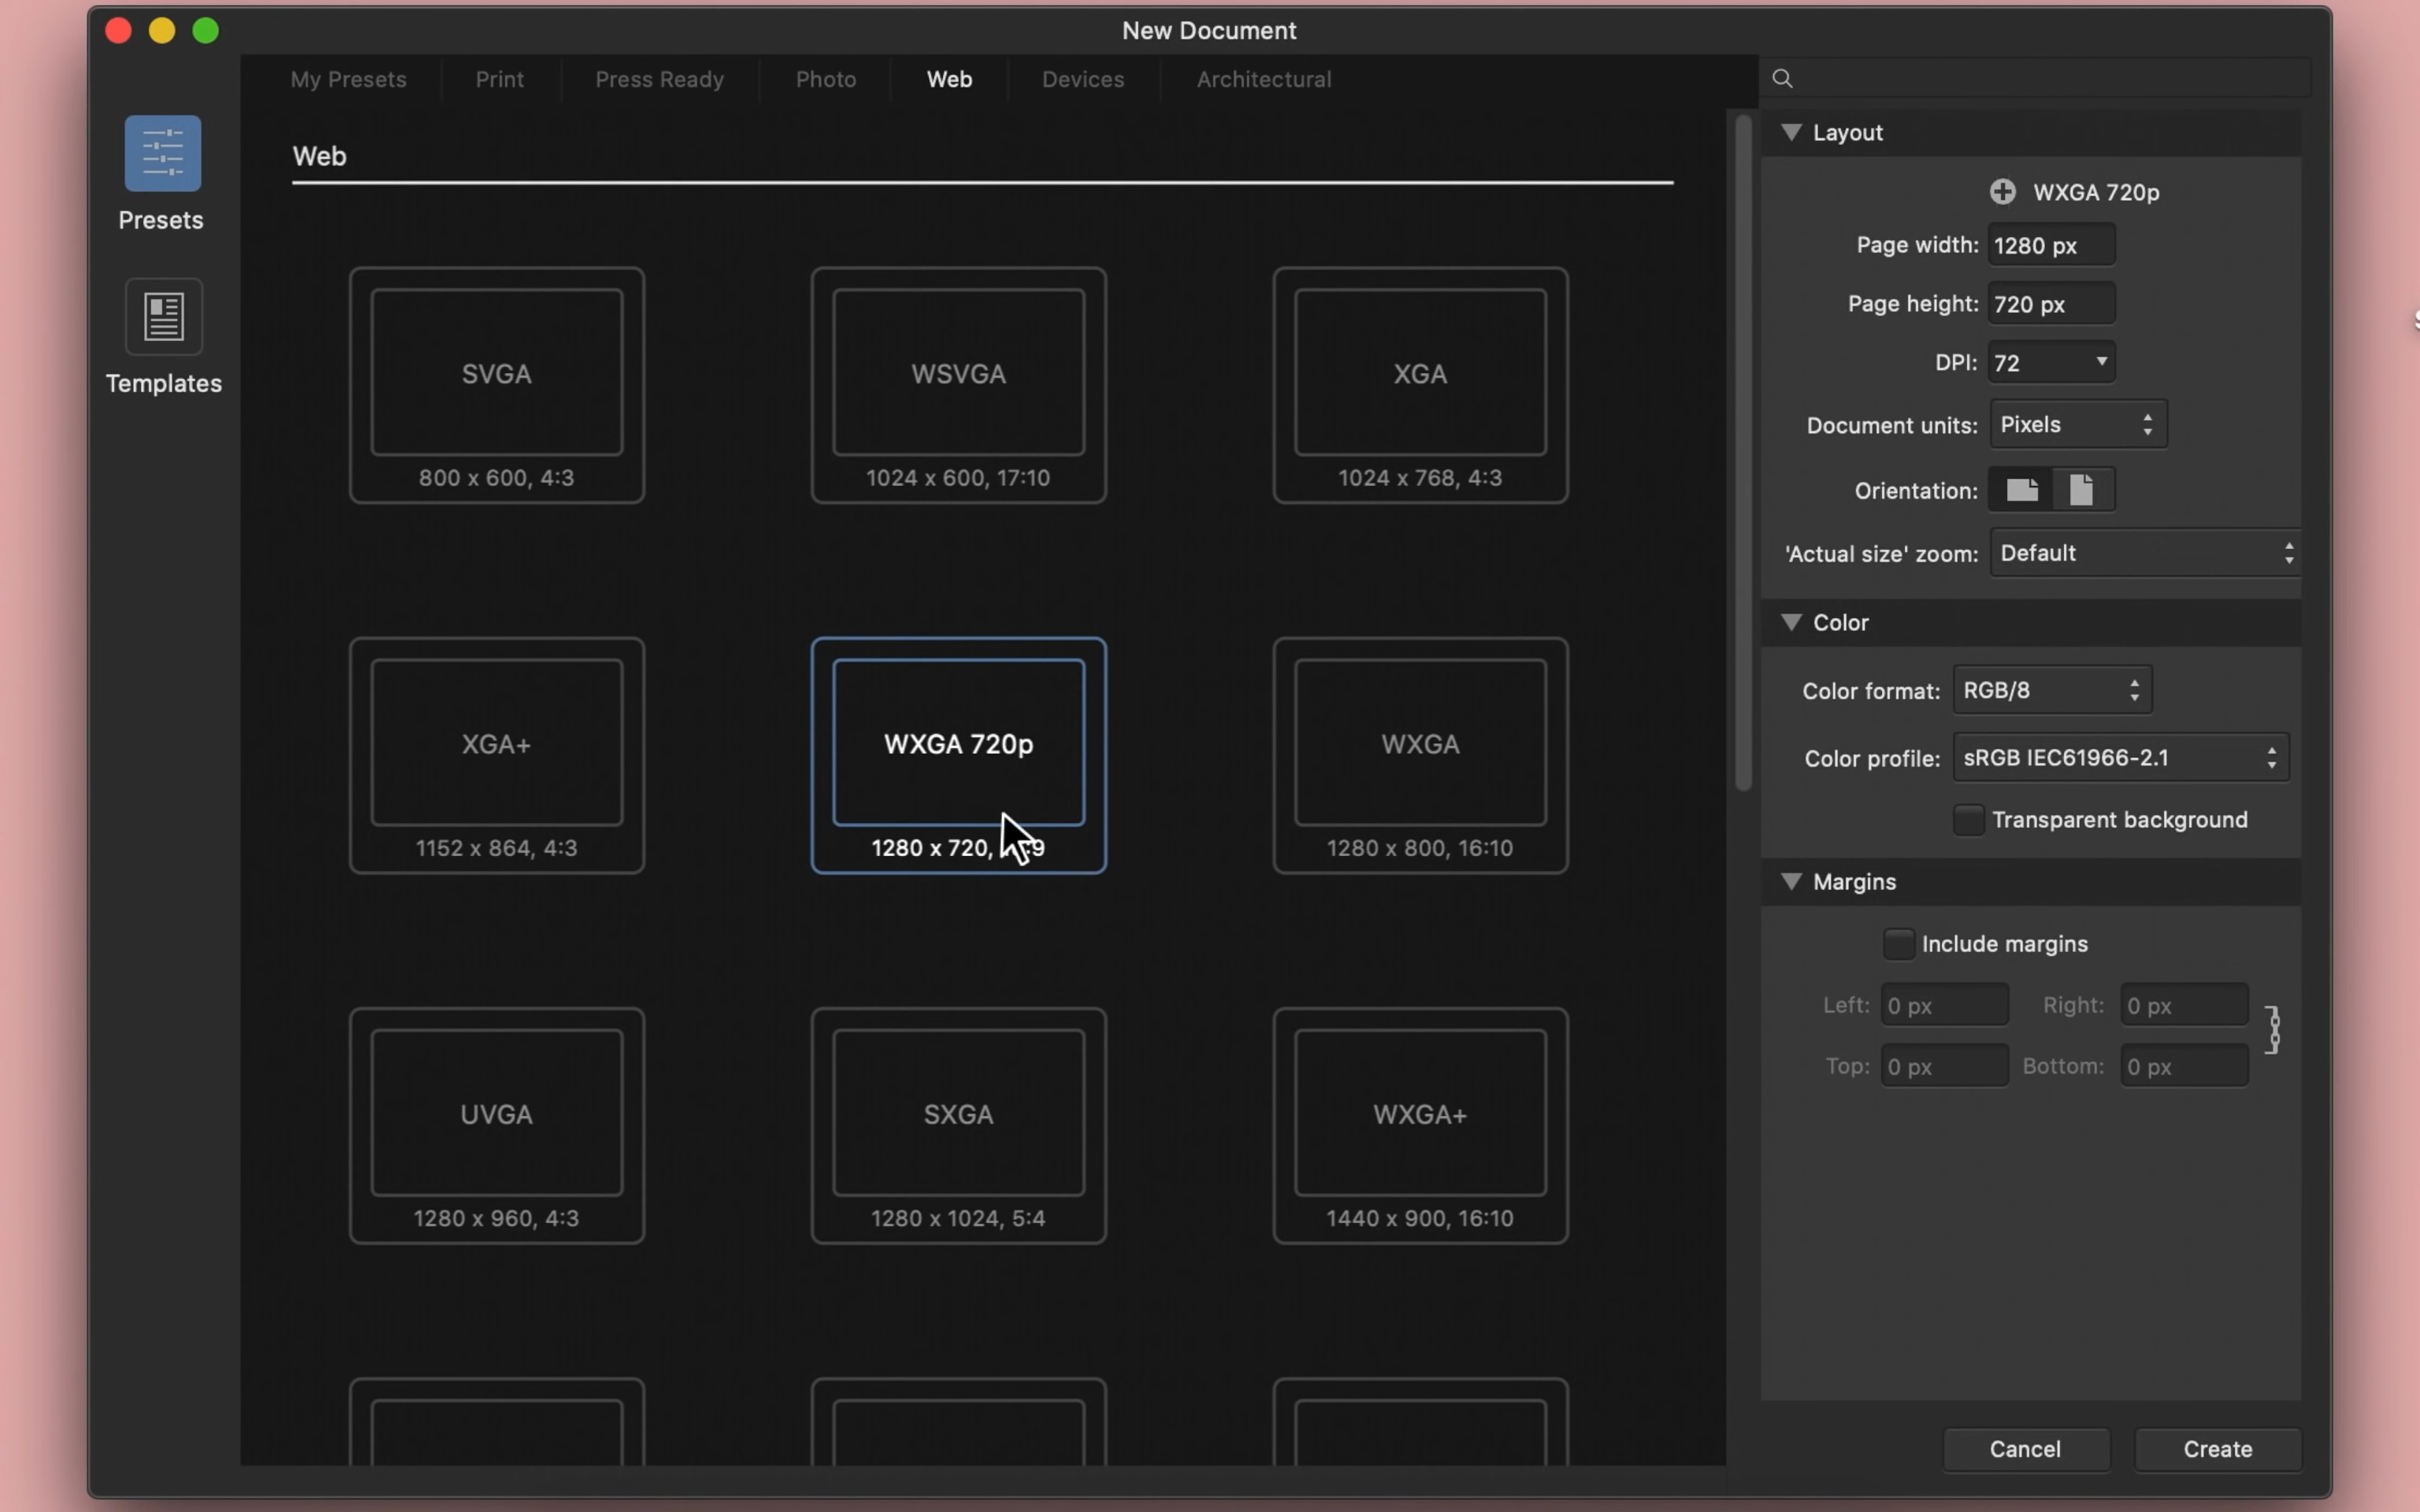 New Document
My Presets
Print
Press Ready
Photo
Web
Devices
Architectural
Presets
Templates
Web
SVGA
800 x 600, 4:3
WSVGA
1024 x 600, 17:10
XGA
1024 x 768, 4:3
XGA+
1152 x 864, 4:3
WXGA 720p
1280 x 720, :9
WXGA
1280 x 800, 16:10
UVGA
1280 x 960, 4:3
SXGA
1280 x 1024, 5:4
WXGA+
1440 x 900, 16:10
Layout
WXGA 720p
Page width: 1280 px
Page height: 720 px
DPI: 72
Document units: Pixels
Orientation:
'Actual size' zoom: Default
Color
Color format: RGB/8
Color profile: sRGB IEC61966-2.1
Transparent background
Margins
Include margins
Left: 0 px Right: 0 px
Top: 0 px Bottom: 0 px
Cancel
Create